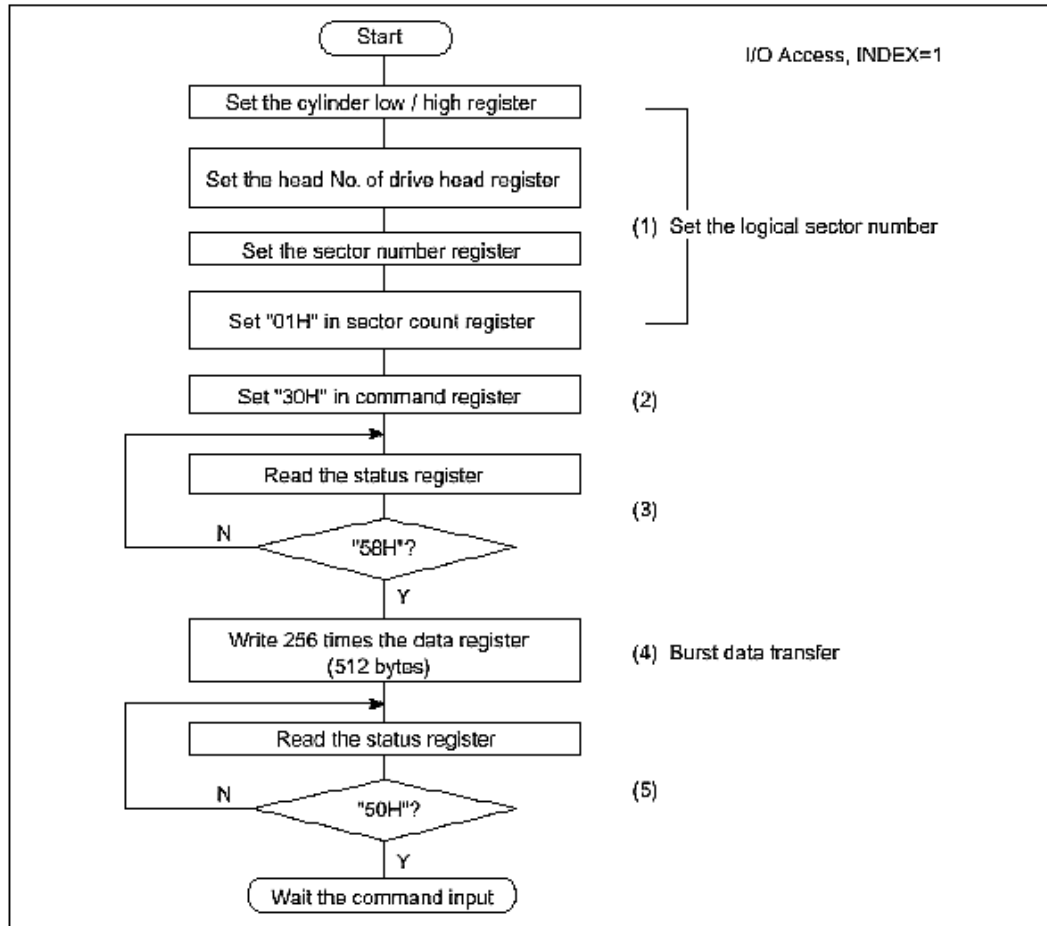 Start
I/O Access, INDEX=1
Set the cylinder low / high register
Set the head No. of drive head register
(1) Set the logical sector number
Set the sector number register
Set "01H" in sector count register
Set "30H" in command register
(2)
Read the status register
(3)
N
"58H"?
Y
Write 256 times the data register
(512 bytes)
(4) Burst data transfer
Read the status register
N
"50H"?
(5)
Y
Wait the command input